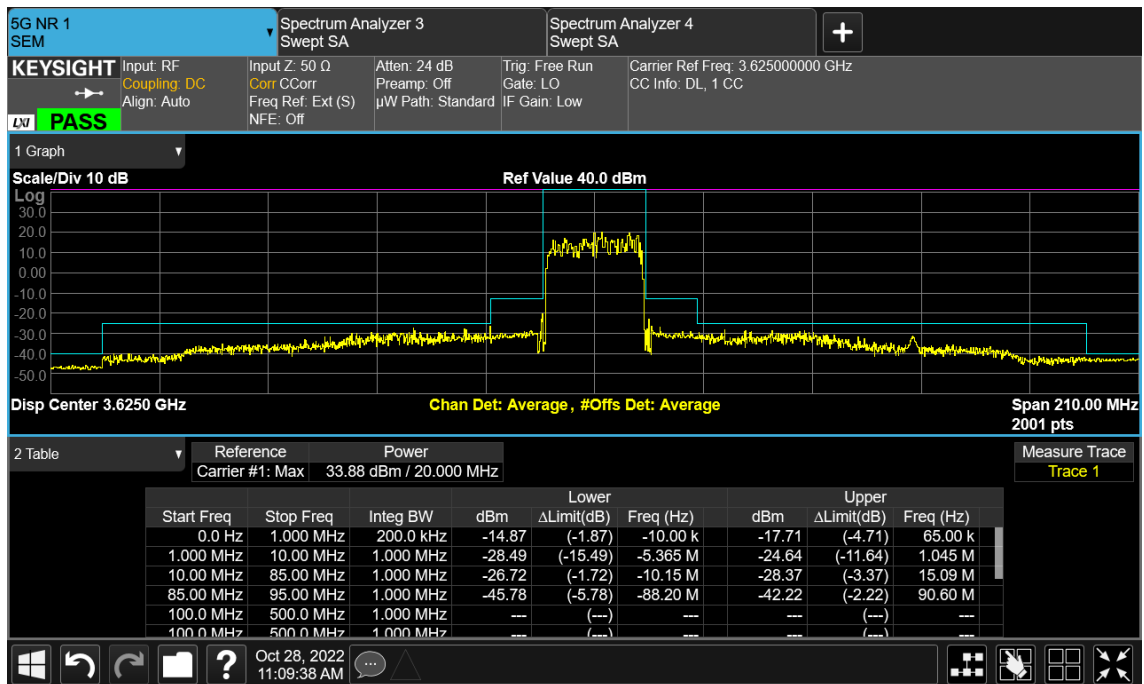 5G NR 1
SEM
Spectrum Analyzer 3
Swept SA
Spectrum Analyzer 4
Swept SA
KEYSIGHT
LXI
PASS
Input: RF
Coupling: DC
Align: Auto
Input Z: 50 Ω
Corr CCorr
Freq Ref: Ext (S)
NFE: Off
Atten: 24 dB
Preamp: Off
µW Path: Standard
Trig: Free Run
Gate: LO
IF Gain: Low
Carrier Ref Freq: 3.625000000 GHz
CC Info: DL, 1 CC
1 Graph
Scale/Div 10 dB
Ref Value 40.0 dBm
Log
30.0
20.0
10.0
0.00
-10.0
-20.0
-30.0
-40.0
-50.0
Disp Center 3.6250 GHz
Chan Det: Average, #Offs Det: Average
Span 210.00 MHz
2001 pts
2 Table
Reference Power
Carrier #1: Max 33.88 dBm / 20.000 MHz
Measure Trace
Trace 1
Lower Upper
Start Freq Stop Freq Integ BW dBm ΔLimit(dB) Freq (Hz) dBm ΔLimit(dB) Freq (Hz)
0.0 Hz 1.000 MHz 200.0 kHz -14.87 (-1.87) -10.00 k -17.71 (-4.71) 65.00 k
1.000 MHz 10.00 MHz 1.000 MHz -28.49 (-15.49) -5.365 M -24.64 (-11.64) 1.045 M
10.00 MHz 85.00 MHz 1.000 MHz -26.72 (-1.72) -10.15 M -28.37 (-3.37) 15.09 M
85.00 MHz 95.00 MHz 1.000 MHz -45.78 (-5.78) -88.20 M -42.22 (-2.22) 90.60 M
100.0 MHz 500.0 MHz 1.000 MHz --- (---) --- --- (---) ---
100.0 MHz 500.0 MHz 1.000 MHz --- (---) --- --- (---) ---
Oct 28, 2022
11:09:38 AM